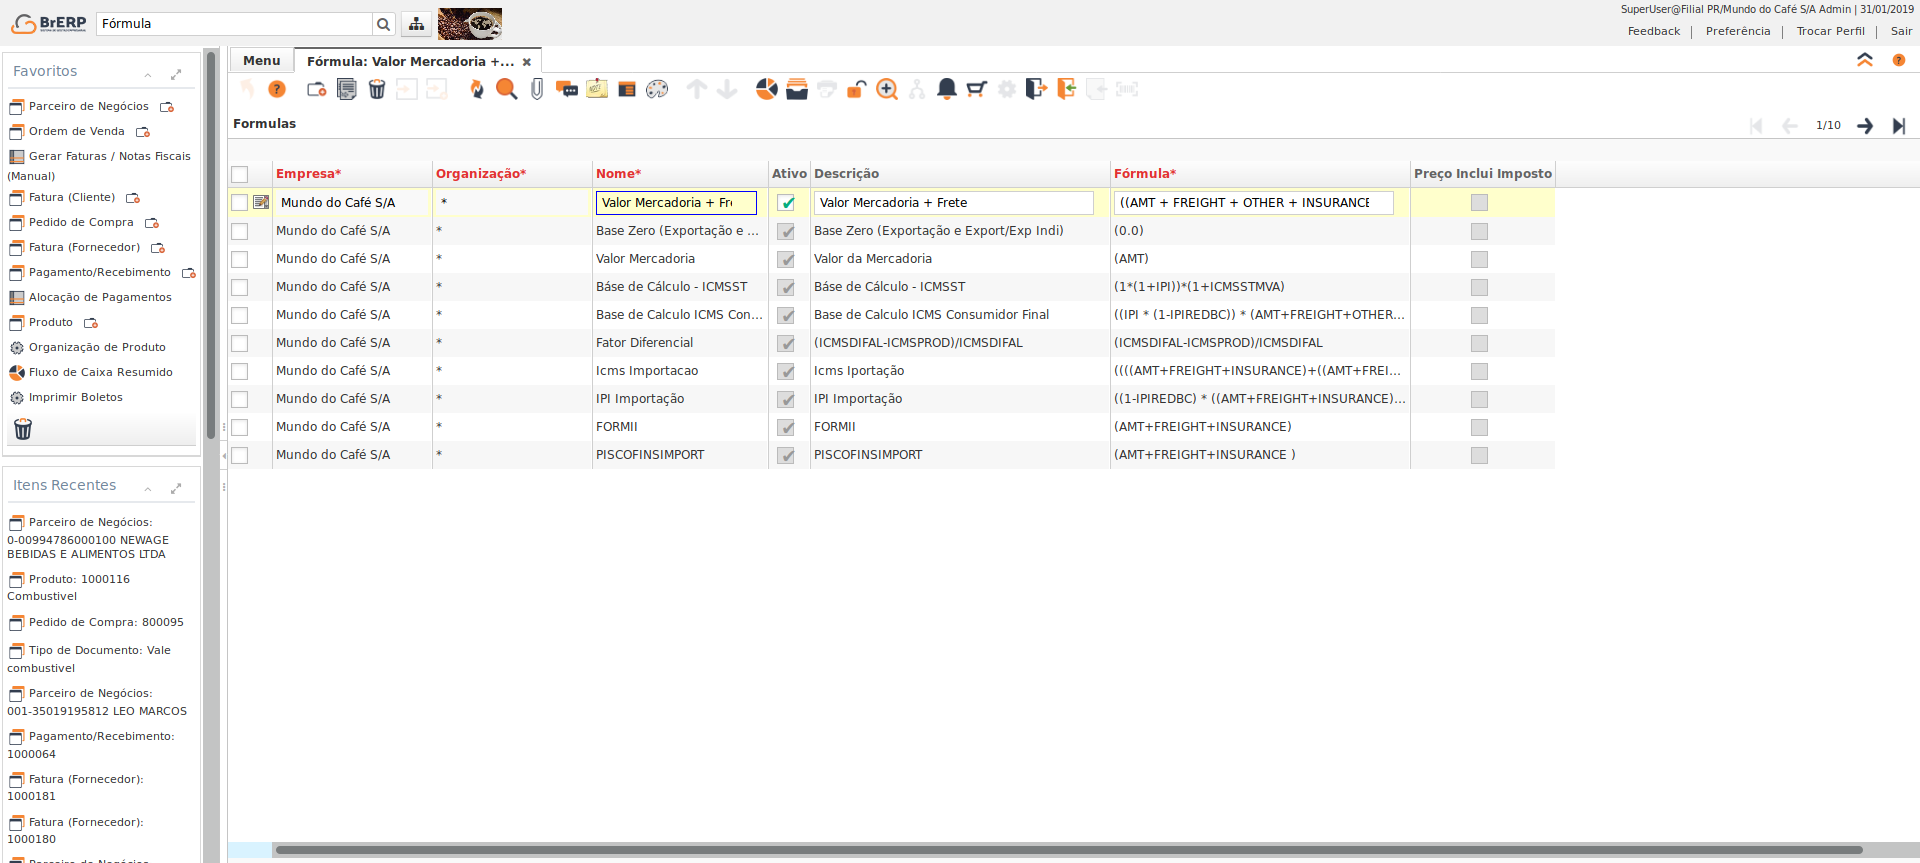 BrERP
Fórmula
SuperUser@Filial PR/Mundo do Café S/A Admin | 31/01/2019
Feedback | Preferência | Trocar Perfil | Sair
Favoritos
Parceiro de Negócios
Ordem de Venda
Gerar Faturas / Notas Fiscais
(Manual)
Fatura (Cliente)
Pedido de Compra
Fatura (Fornecedor)
Pagamento/Recebimento
Alocação de Pagamentos
Produto
Organização de Produto
Fluxo de Caixa Resumido
Imprimir Boletos
Itens Recentes
Parceiro de Negócios:
0-00994786000100 NEWAGE
BEBIDAS E ALIMENTOS LTDA
Produto: 1000116
Combustivel
Pedido de Compra: 800095
Tipo de Documento: Vale
combustivel
Parceiro de Negócios:
001-35019195812 LEO MARCOS
Pagamento/Recebimento:
1000064
Fatura (Fornecedor):
1000181
Fatura (Fornecedor):
1000180
Menu
Fórmula: Valor Mercadoria +...
Formulas
1/10
Empresa* Organização* Nome* Ativo Descrição Fórmula* Preço Inclui Imposto
Mundo do Café S/A * Valor Mercadoria + Fr Valor Mercadoria + Frete ((AMT + FREIGHT + OTHER + INSURANCE
Mundo do Café S/A * Base Zero (Exportação e ... Base Zero (Exportação e Export/Exp Indi) (0.0)
Mundo do Café S/A * Valor Mercadoria Valor da Mercadoria (AMT)
Mundo do Café S/A * Báse de Cálculo - ICMSST Báse de Cálculo - ICMSST (1*(1+IPI))*(1+ICMSSTMVA)
Mundo do Café S/A * Base de Calculo ICMS Con... Base de Calculo ICMS Consumidor Final ((IPI * (1-IPIREDBC)) * (AMT+FREIGHT+OTHER...
Mundo do Café S/A * Fator Diferencial (ICMSDIFAL-ICMSPROD)/ICMSDIFAL (ICMSDIFAL-ICMSPROD)/ICMSDIFAL
Mundo do Café S/A * Icms Importacao Icms Iportação ((((AMT+FREIGHT+INSURANCE)+((AMT+FREI...
Mundo do Café S/A * IPI Importação IPI Importação ((1-IPIREDBC) * ((AMT+FREIGHT+INSURANCE)...
Mundo do Café S/A * FORMII FORMII (AMT+FREIGHT+INSURANCE)
Mundo do Café S/A * PISCOFINSIMPORT PISCOFINSIMPORT (AMT+FREIGHT+INSURANCE )